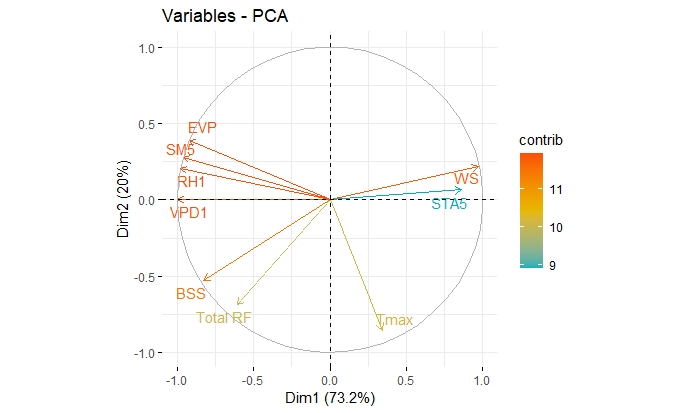 Variables - PCA
1.0
0.5
0.0
-0.5
-1.0
Dim2 (20%)
EVP
SM5
RH1
VPD1
BSS
Total RF
Tmax
WS
STA5
-1.0
-0.5
0.0
0.5
1.0
Dim1 (73.2%)
contrib
11
10
9